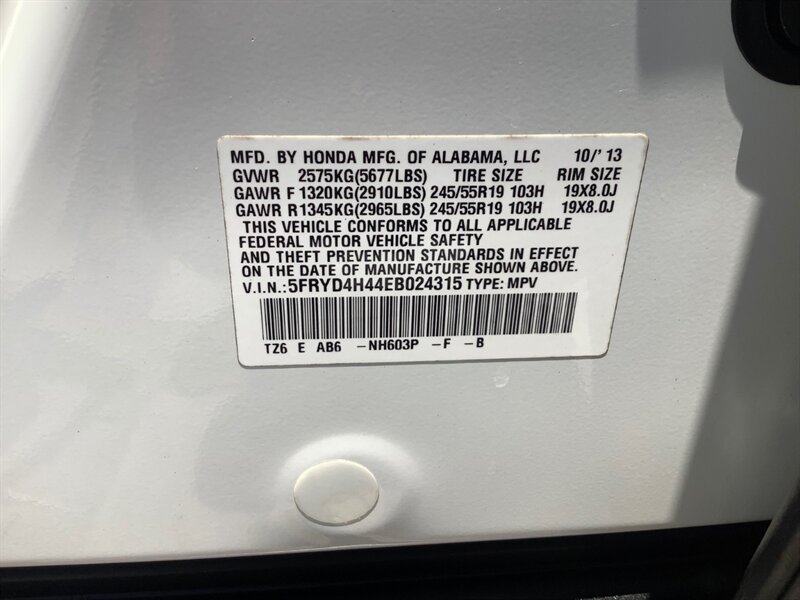 MFD. BY HONDA MFG. OF ALABAMA, LLC 10/'13
GVWR 2575KG(5677LBS) TIRE SIZE RIM SIZE
GAWR F 1320KG(2910LBS) 245/55R19 103H 19X8.0J
GAWR R1345KG(2965LBS) 245/55R19 103H 19X8.0J
THIS VEHICLE CONFORMS TO ALL APPLICABLE
FEDERAL MOTOR VEHICLE SAFETY
AND THEFT PREVENTION STANDARDS IN EFFECT
ON THE DATE OF MANUFACTURE SHOWN ABOVE.
V.I.N.:5FRYD4H44EB024315 TYPE: MPV
TZ6 E AB6 -NH603P -F -B